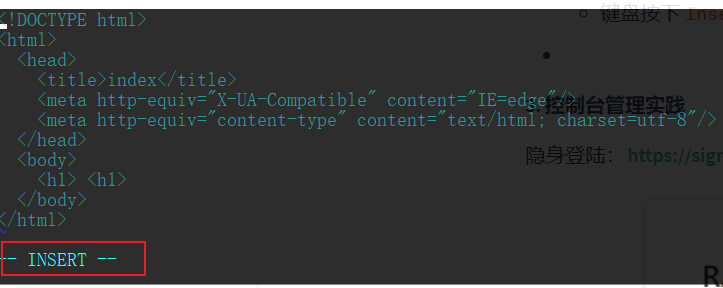 <!DOCTYPE html>
<html>
<head>
<title>index</title>
<meta http-equiv="X-UA-Compatible" content="IE=edge"/>
<meta http-equiv="content-type" content="text/html; charset=utf-8"/>
</head>
<body>
<h1> <h1>
</body>
</html>
-- INSERT --
键盘按下 Inse
控制台管理实践
隐身登陆： https://sigr
R